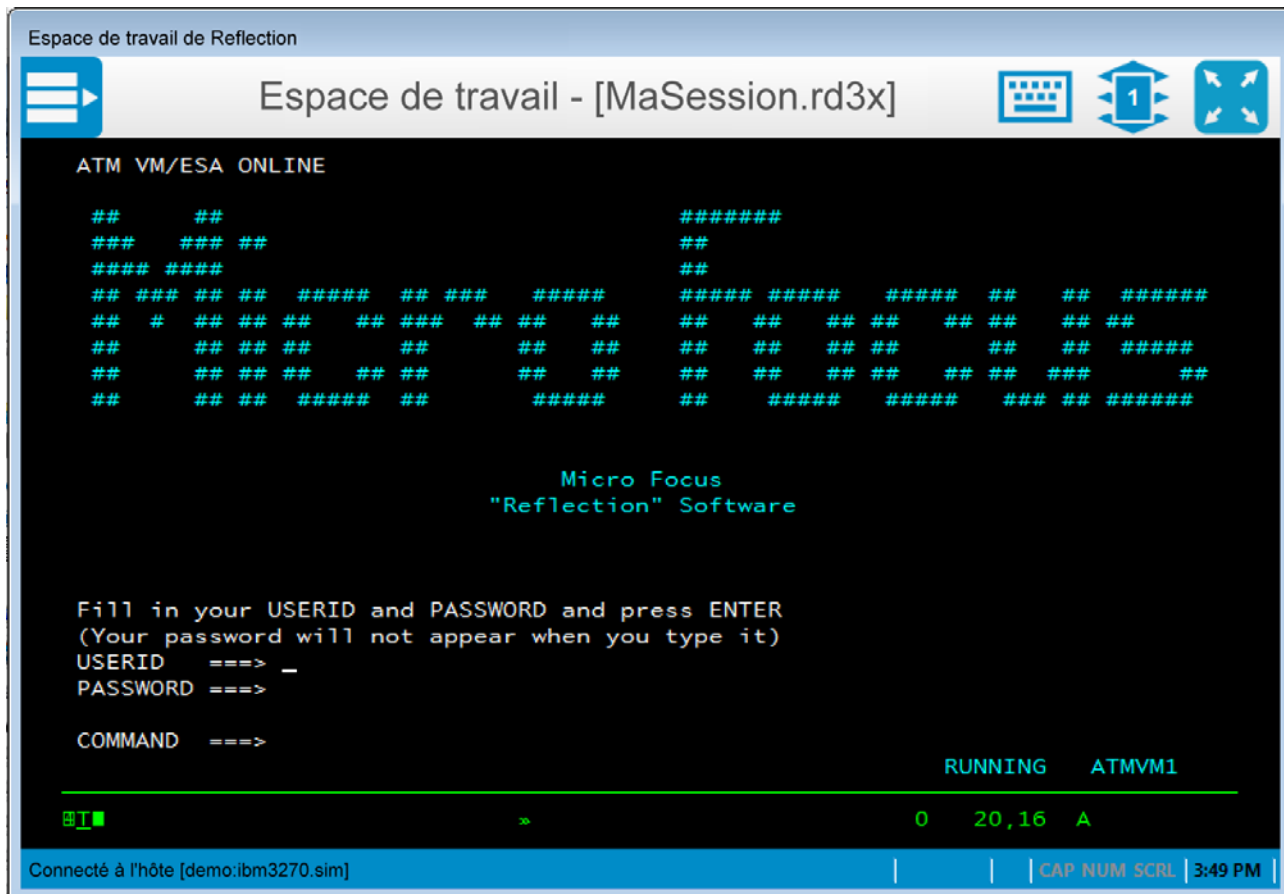 Espace de travail de Reflection
Espace de travail - [MaSession.rd3x]
1
ATM VM/ESA ONLINE
Micro Focus
Micro Focus
"Reflection" Software
Fill in your USERID and PASSWORD and press ENTER
(Your password will not appear when you type it)
USERID ===> _
PASSWORD ===>
COMMAND ===>
RUNNING ATMVM1
T » 0 20,16 A
Connecté à l'hôte [demo:ibm3270.sim] CAP NUM SCRL 3:49 PM